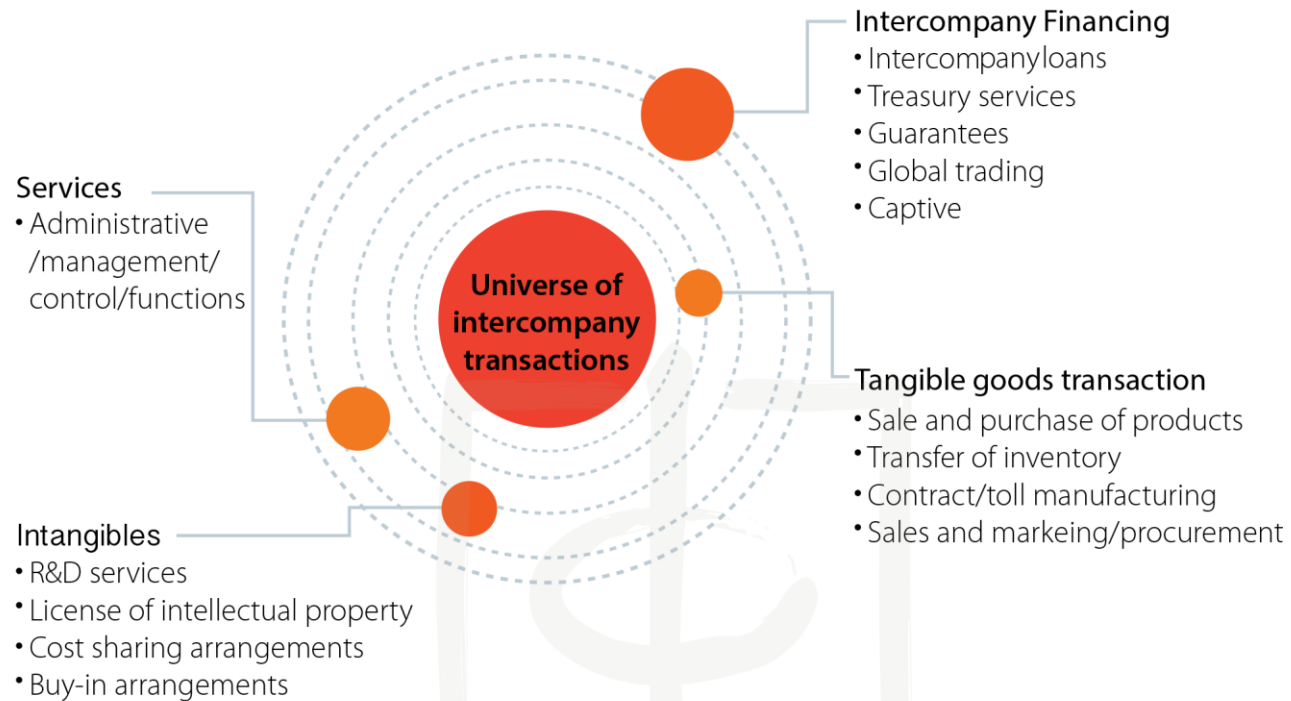 Intercompany Financing
• Intercompanyloans
• Treasury services
• Guarantees
• Global trading
• Captive
Services
• Administrative
/management/
control/functions
Universe of
intercompany
transactions
Tangible goods transaction
• Sale and purchase of products
• Transfer of inventory
• Contract/toll manufacturing
• Sales and markeing/procurement
Intangibles
• R&D services
• License of intellectual property
• Cost sharing arrangements
• Buy-in arrangements